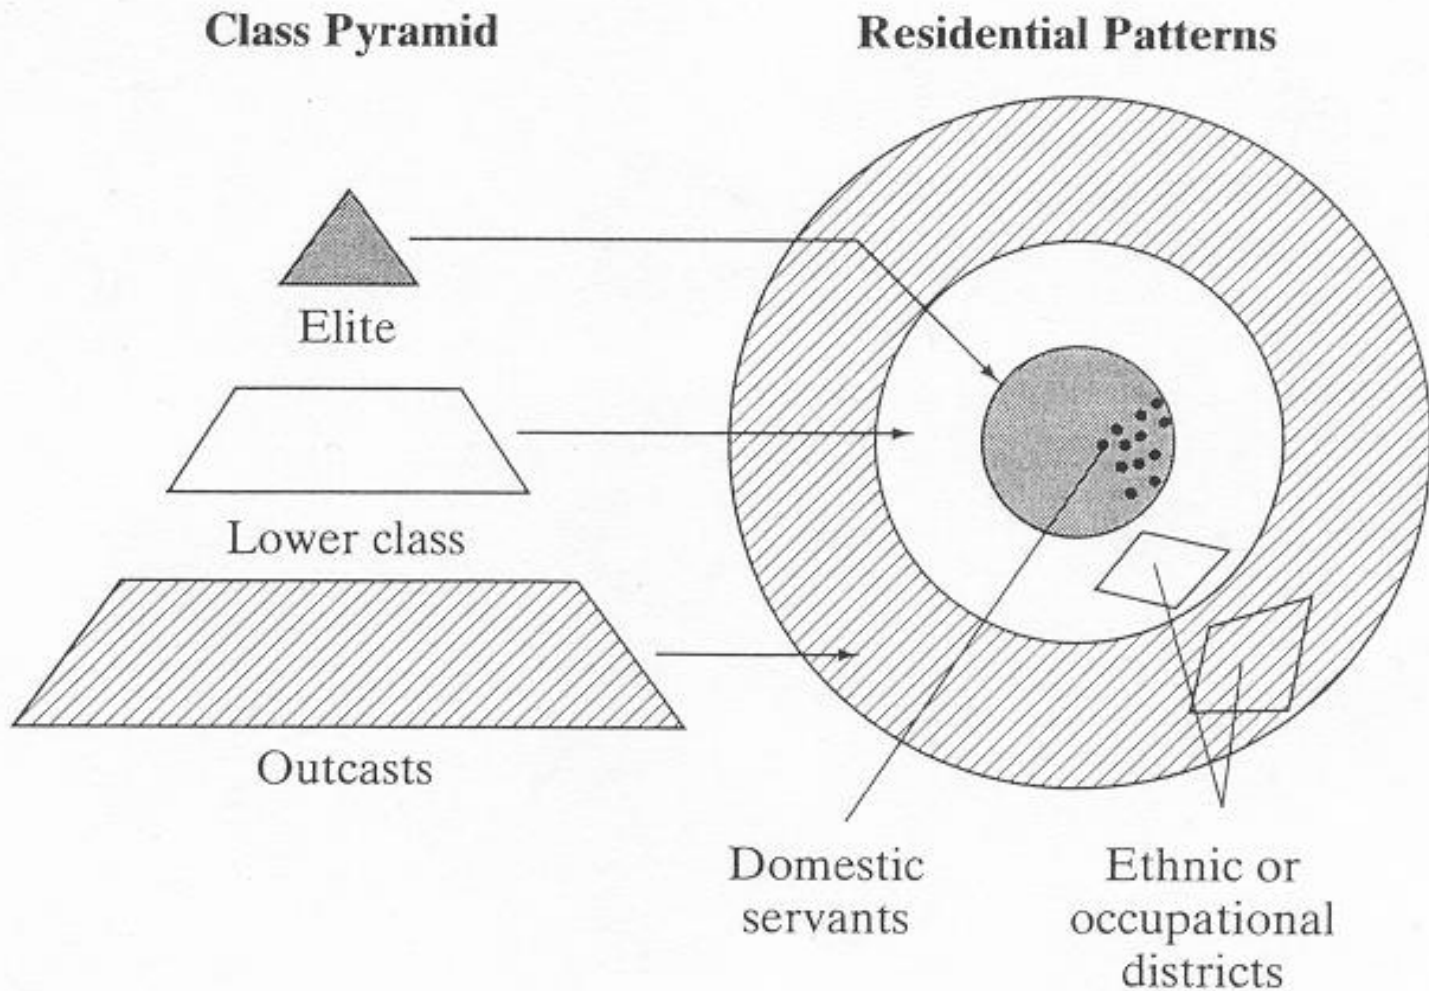 Class Pyramid
Residential Patterns
Elite
Lower class
Outcasts
Domestic
servants
Ethnic or
occupational
districts